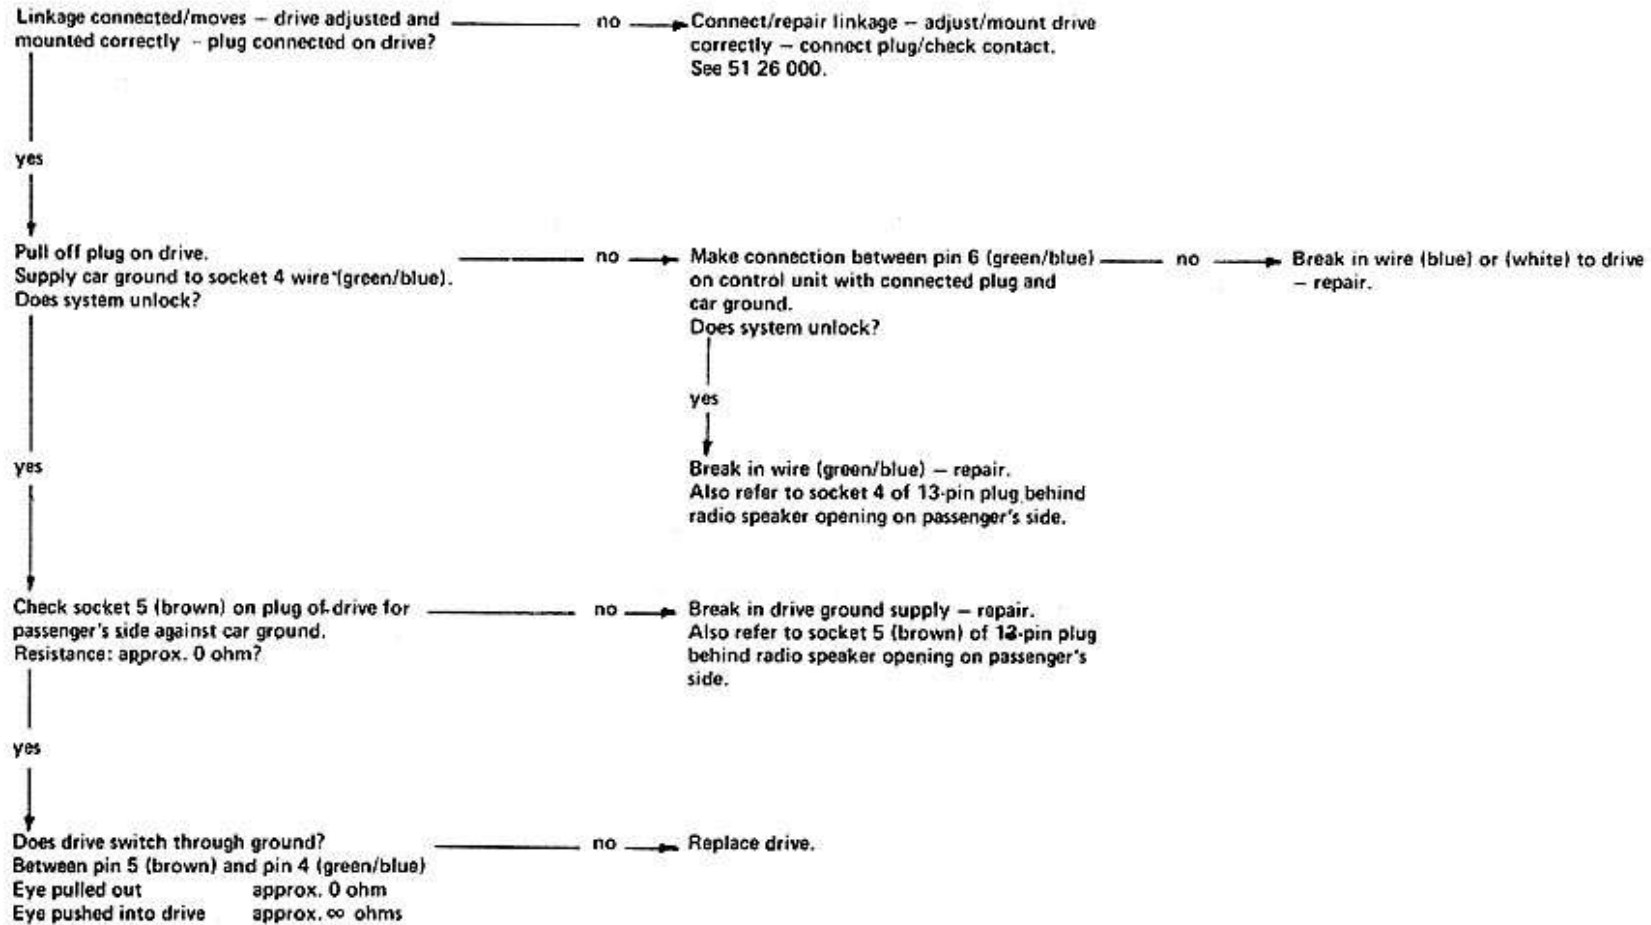 Linkage connected/moves – drive adjusted and
mounted correctly – plug connected on drive?
no
Connect/repair linkage – adjust/mount drive
correctly – connect plug/check contact.
See 51 26 000.
yes
Pull off plug on drive.
Supply car ground to socket 4 wire (green/blue).
Does system unlock?
no
Make connection between pin 6 (green/blue)
on control unit with connected plug and
car ground.
Does system unlock?
no
Break in wire (blue) or (white) to drive
– repair.
yes
Break in wire (green/blue) – repair.
Also refer to socket 4 of 13-pin plug behind
radio speaker opening on passenger's side.
yes
Check socket 5 (brown) on plug of drive for
passenger's side against car ground.
Resistance: approx. 0 ohm?
no
Break in drive ground supply – repair.
Also refer to socket 5 (brown) of 13-pin plug
behind radio speaker opening on passenger's
side.
yes
Does drive switch through ground?
Between pin 5 (brown) and pin 4 (green/blue)
Eye pulled out approx. 0 ohm
Eye pushed into drive approx. ∞ ohms
no
Replace drive.